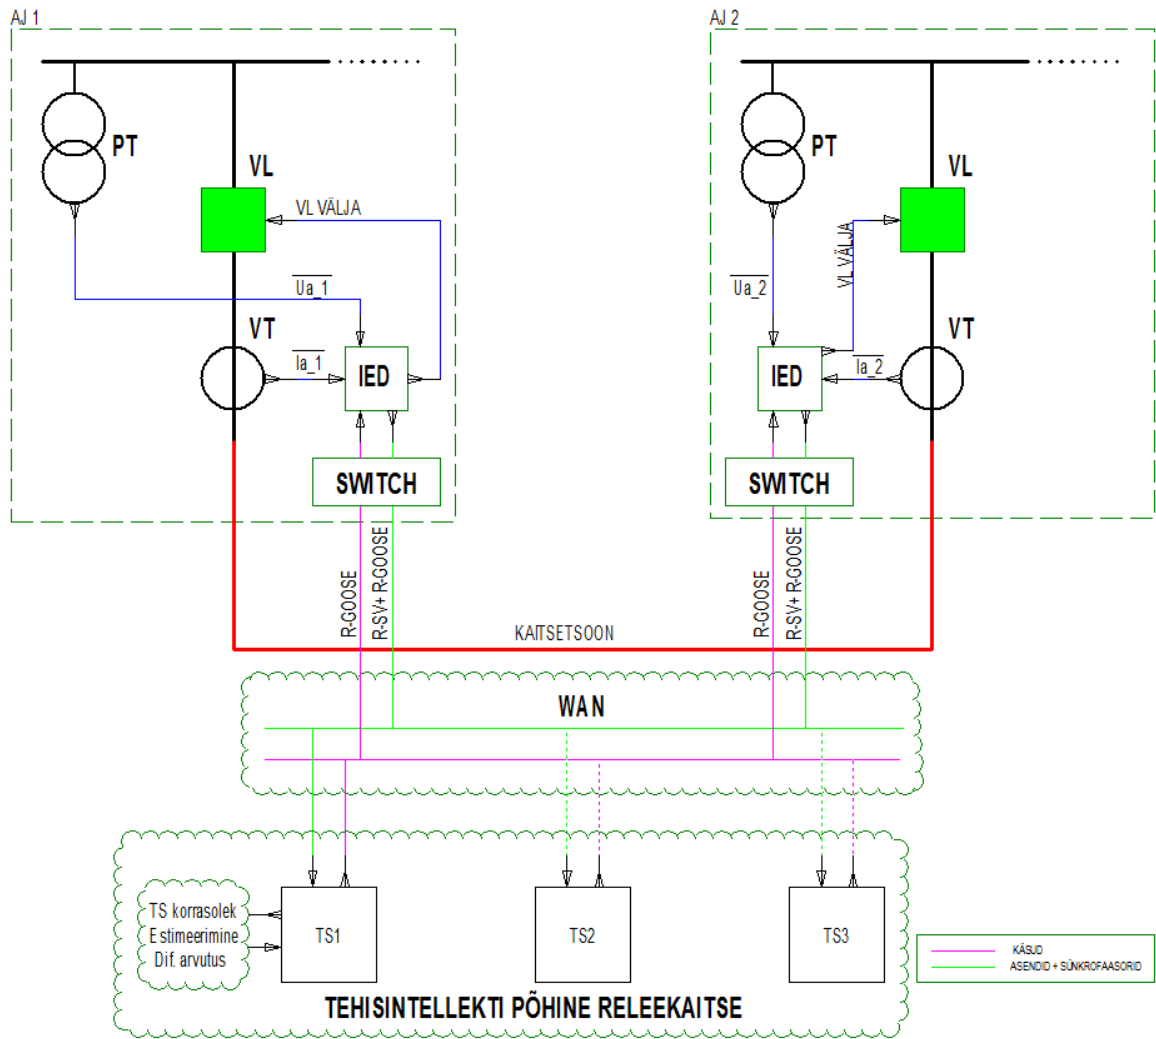 AJ 1
AJ 2
PT
VL
VL VÄLJA
Ua_1
VT
Ia_1
IED
SWITCH
PT
VL
VL VÄLJA
Ua_2
VT
Ia_2
IED
SWITCH
R-GOOSE
R-SV+ R-GOOSE
R-GOOSE
R-SV+ R-GOOSE
KAITSETSOON
WAN
TS korrasolek
Estimeerimine
Dif. arvutus
TS1
TS2
TS3
TEHISINTELLEKTI PÕHINE RELEEKAITSE
KÄSUD
ASENDID + SÜNKROFAASORID